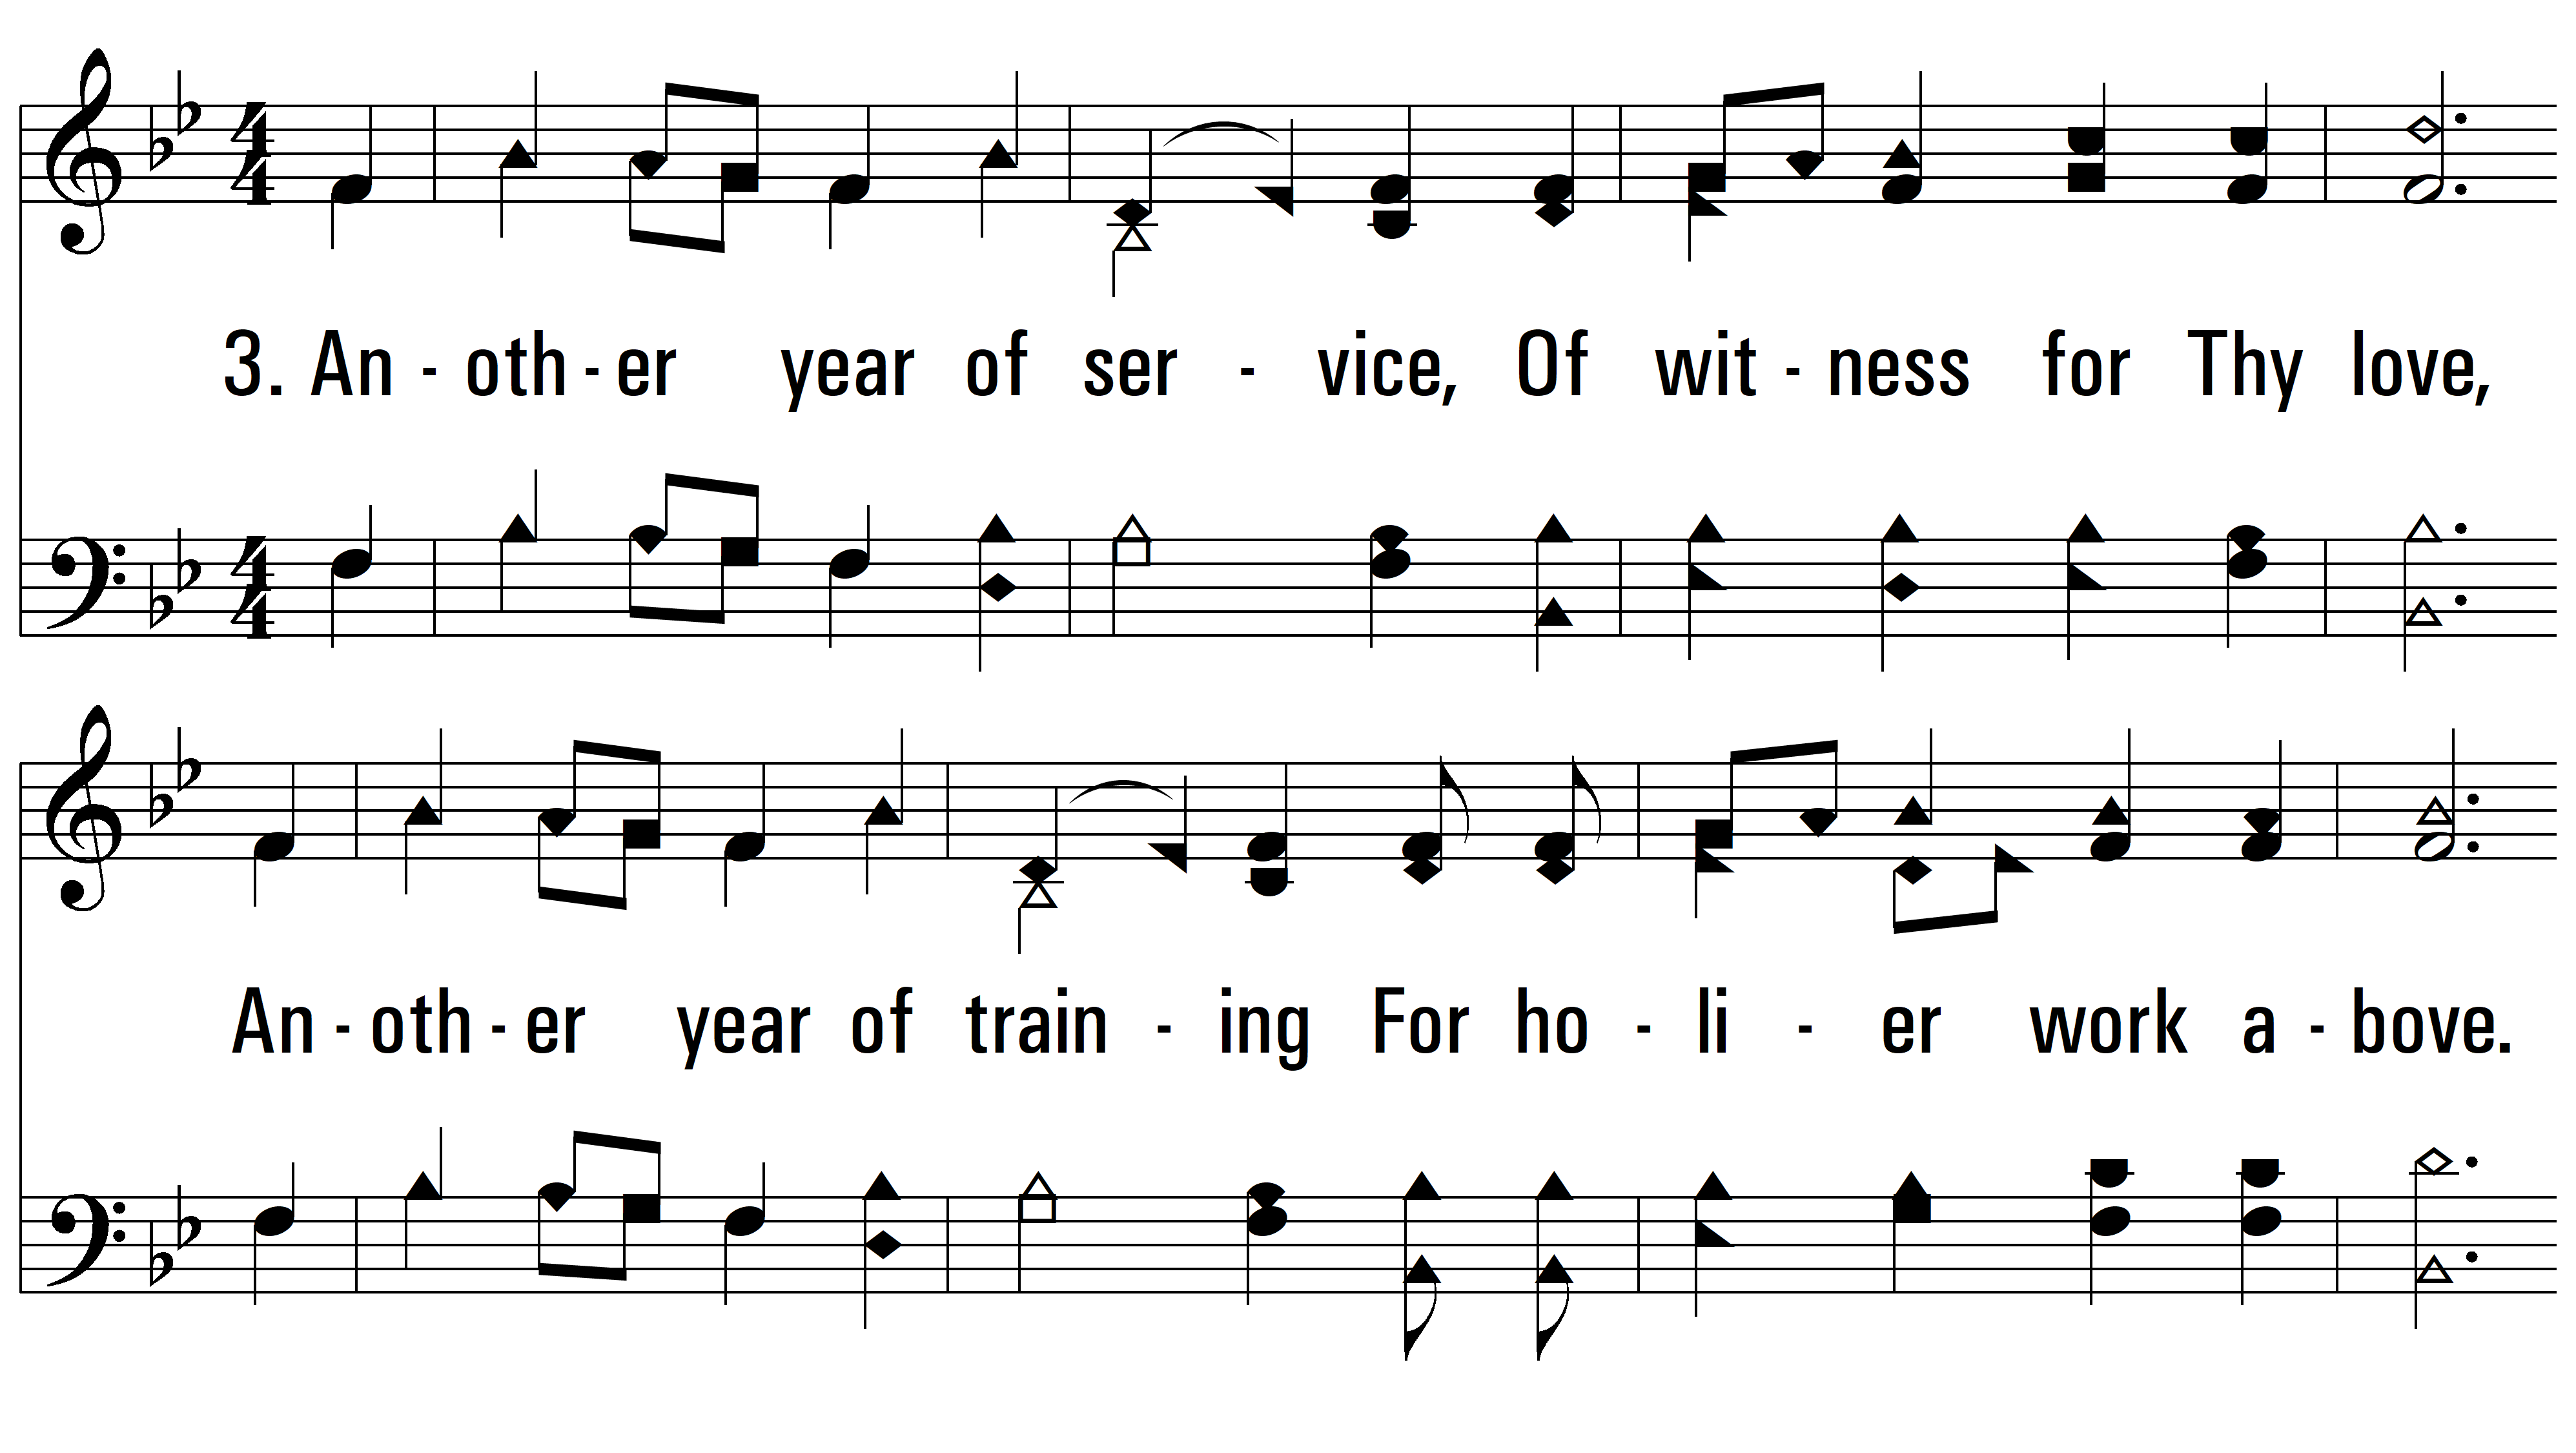 3. An - oth - er year of ser - vice, Of wit - ness for Thy love,
An - oth - er year of train - ing For ho - li - er work a - bove.